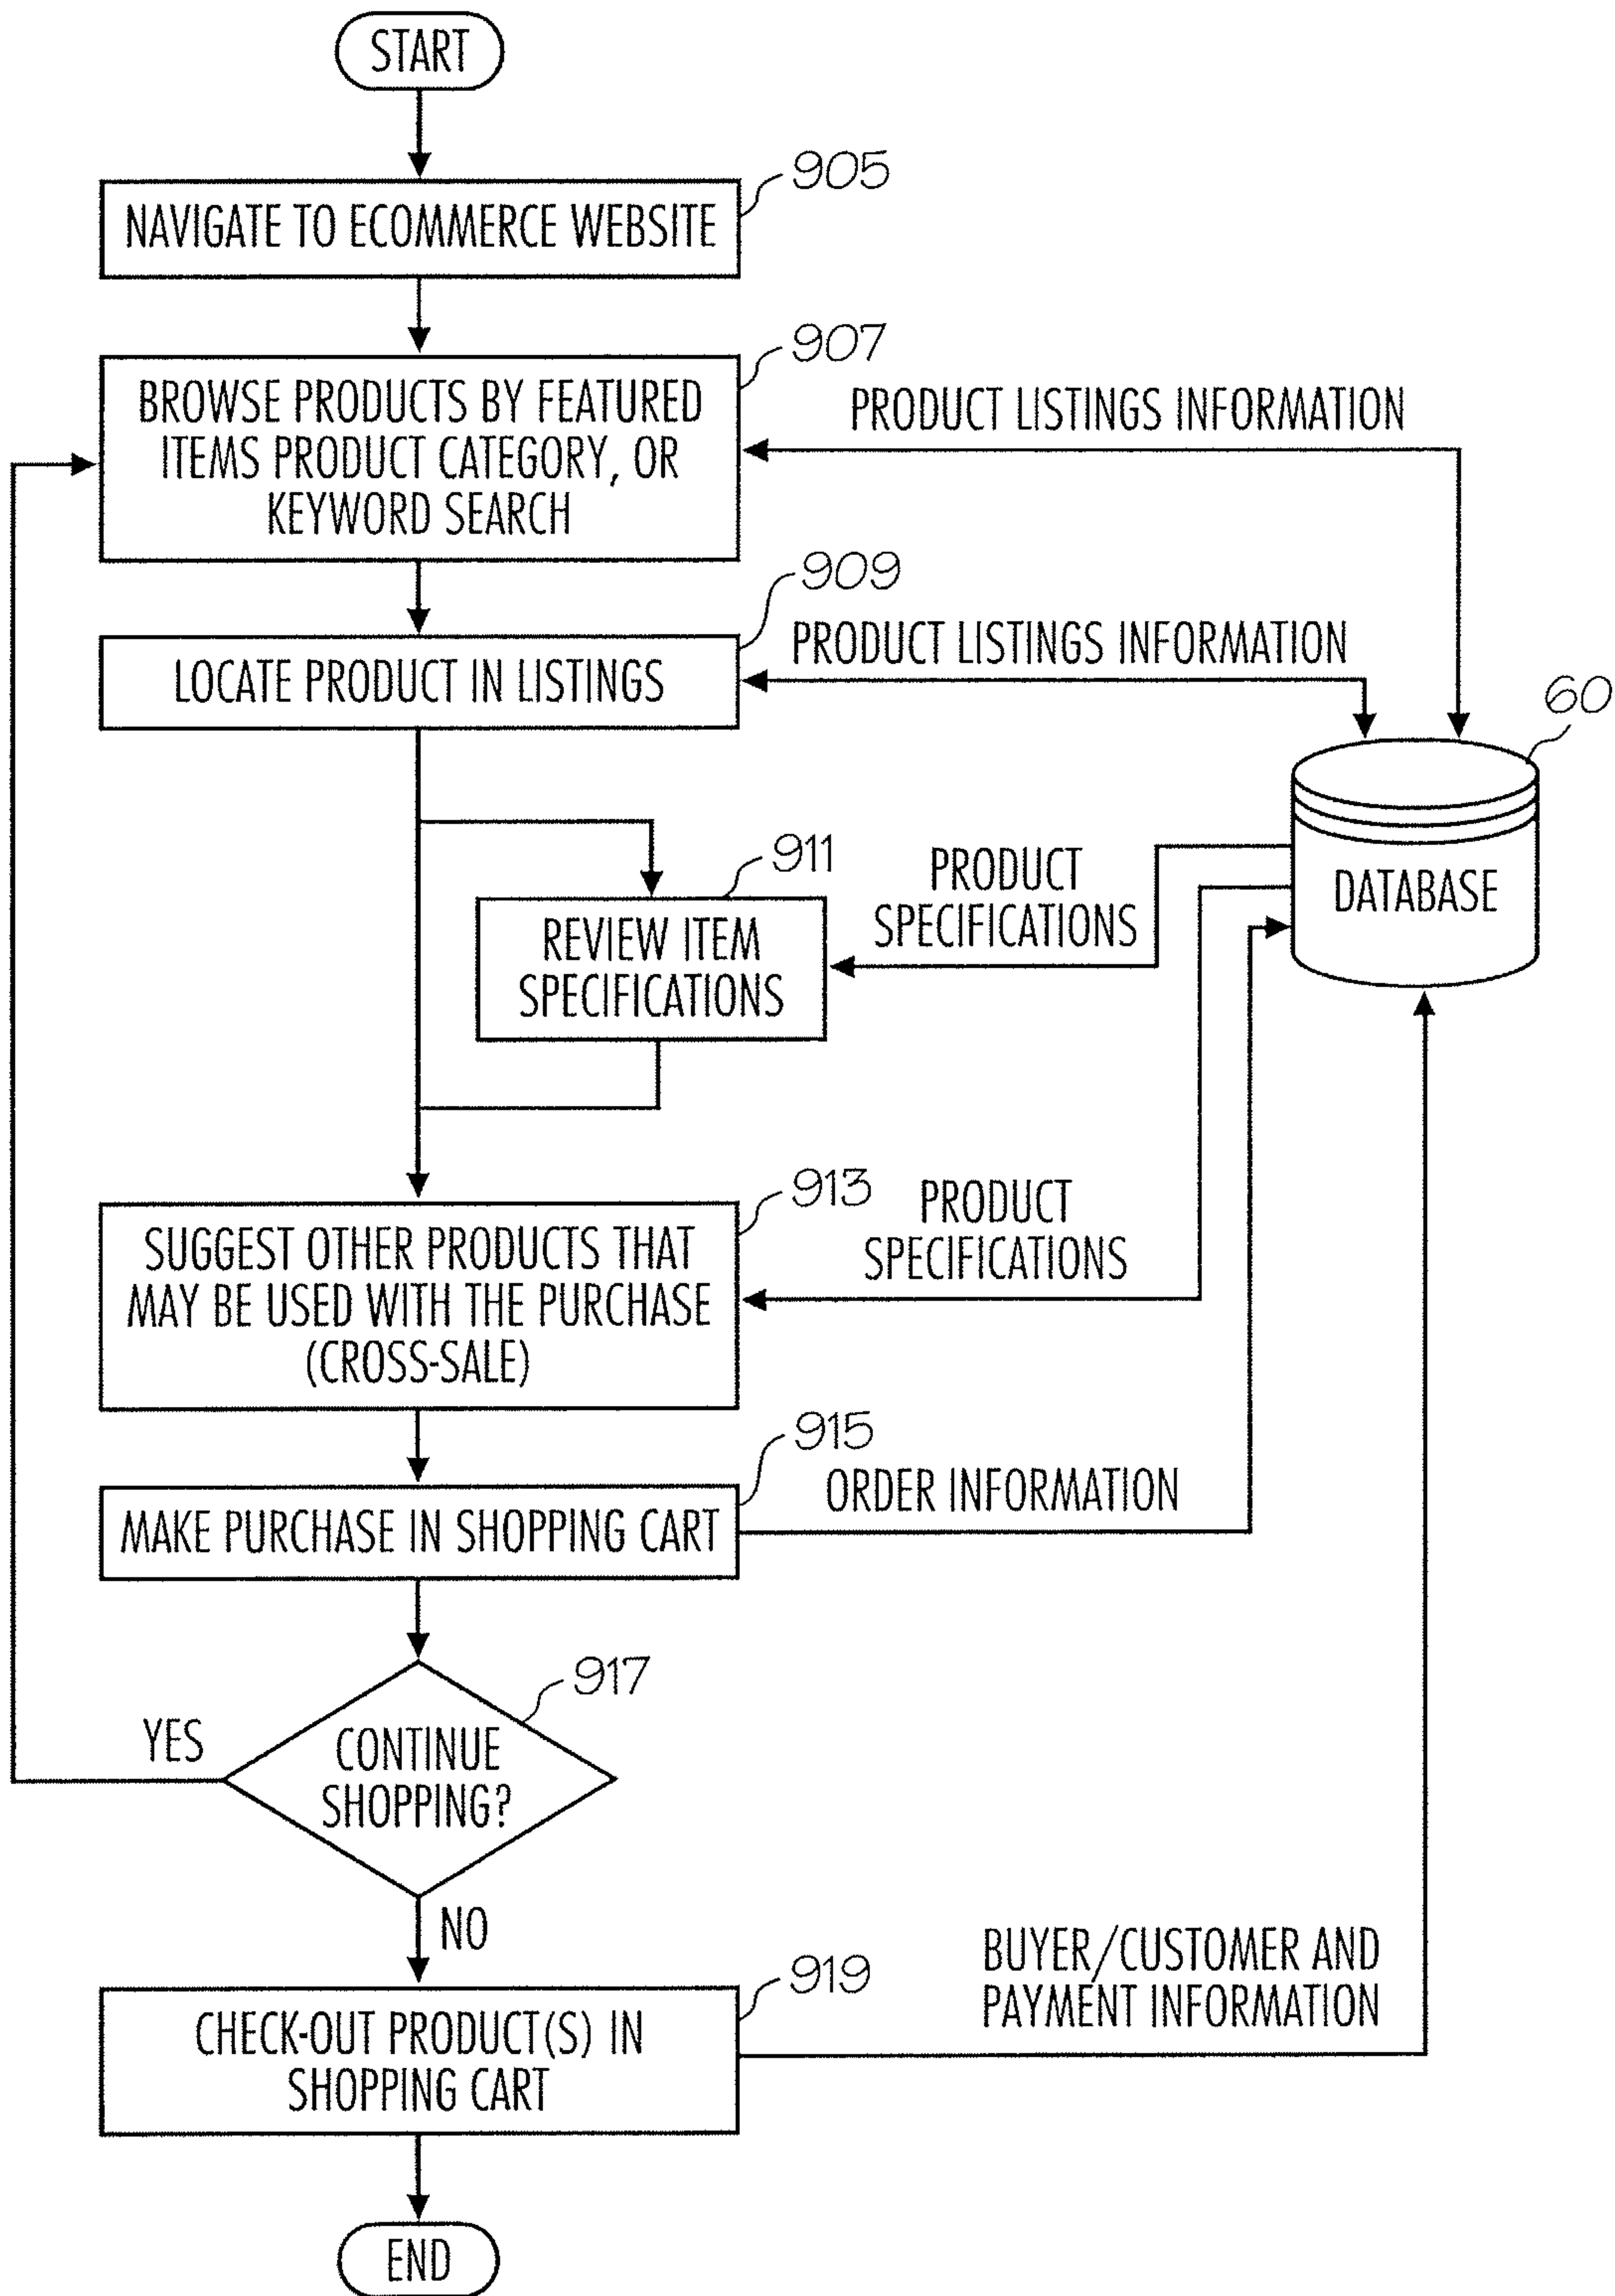 START
905
NAVIGATE TO ECOMMERCE WEBSITE
907
BROWSE PRODUCTS BY FEATURED
ITEMS PRODUCT CATEGORY, OR
KEYWORD SEARCH
PRODUCT LISTINGS INFORMATION
909
LOCATE PRODUCT IN LISTINGS
PRODUCT LISTINGS INFORMATION
60
DATABASE
911
REVIEW ITEM
SPECIFICATIONS
PRODUCT
SPECIFICATIONS
913
SUGGEST OTHER PRODUCTS THAT
MAY BE USED WITH THE PURCHASE
(CROSS-SALE)
PRODUCT
SPECIFICATIONS
915
MAKE PURCHASE IN SHOPPING CART
ORDER INFORMATION
917
CONTINUE
SHOPPING?
YES
NO
919
CHECK-OUT PRODUCT(S) IN
SHOPPING CART
BUYER/CUSTOMER AND
PAYMENT INFORMATION
END